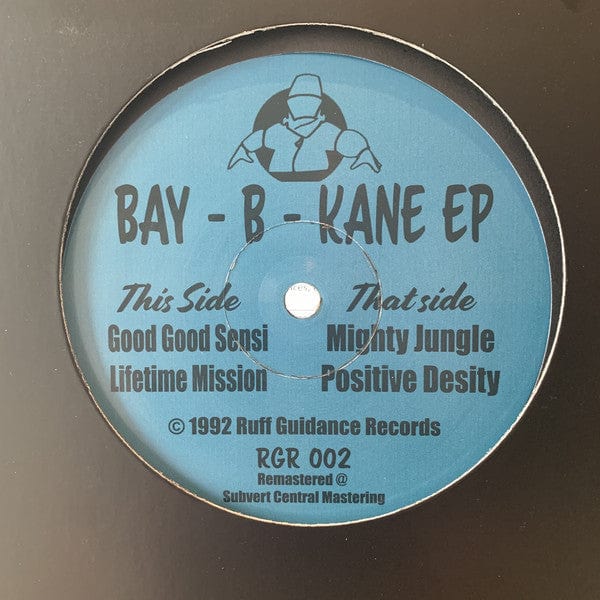 BAY - B - KANE EP
This Side
Good Good Sensi
Lifetime Mission
That side
Mighty Jungle
Positive Desity
© 1992 Ruff Guidance Records
RGR 002
Remastered @
Subvert Central Mastering